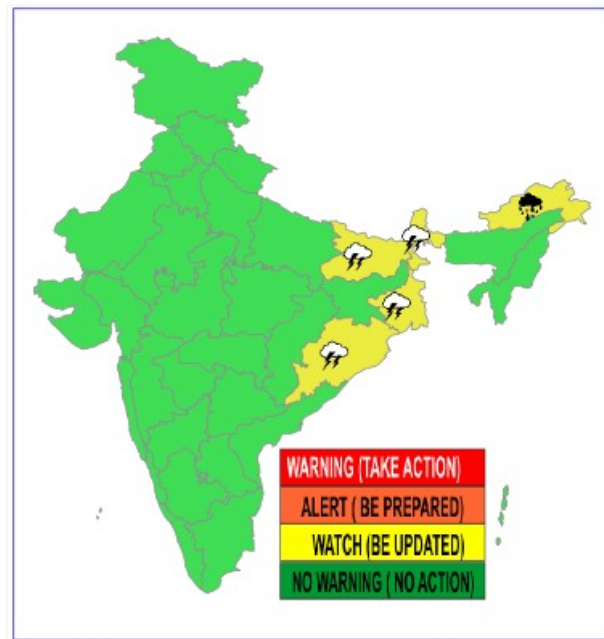 WARNING (TAKE ACTION)
ALERT ( BE PREPARED)
WATCH (BE UPDATED)
NO WARNING ( NO ACTION)